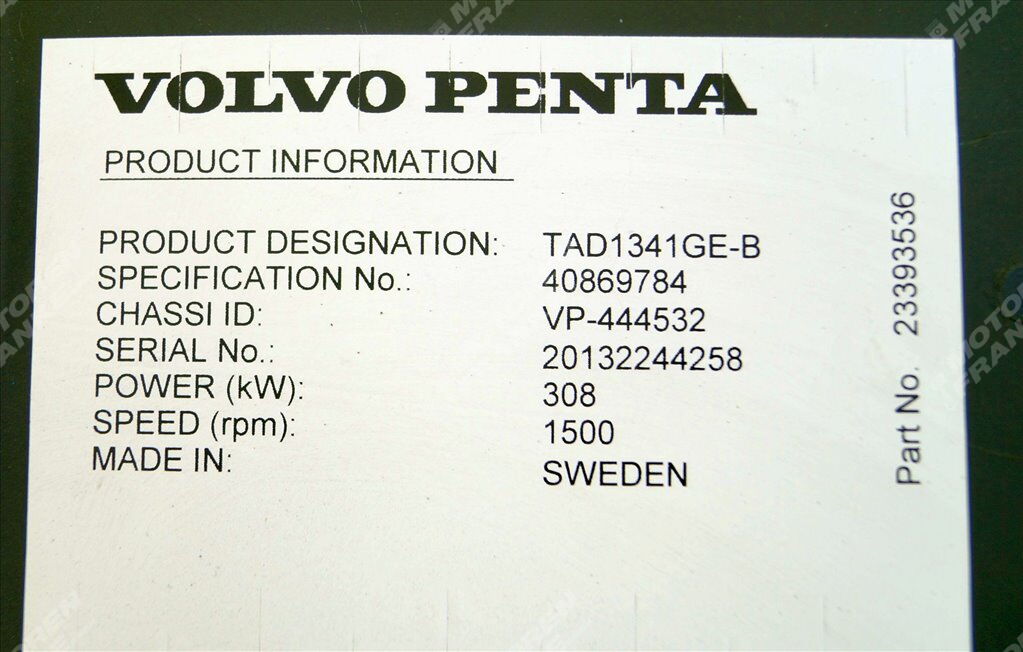 VOLVO PENTA
PRODUCT INFORMATION
PRODUCT DESIGNATION: TAD1341GE-B
SPECIFICATION No.: 40869784
CHASSI ID: VP-444532
SERIAL No.: 20132244258
POWER (kW): 308
SPEED (rpm): 1500
MADE IN: SWEDEN
Part No. 23393536